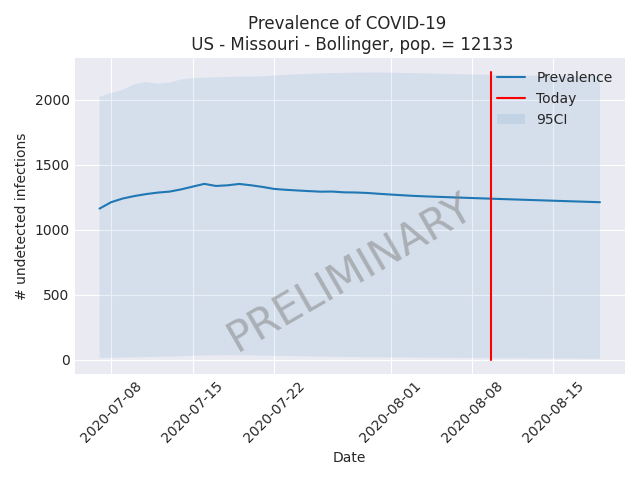 Prevalence of COVID-19
US - Missouri - Bollinger, pop. = 12133
Prevalence
Today
95CI
2000
1500
1000
500
0
# undetected infections
PRELIMINARY
2020-07-08
2020-07-15
2020-07-22
2020-08-01
2020-08-08
2020-08-15
Date